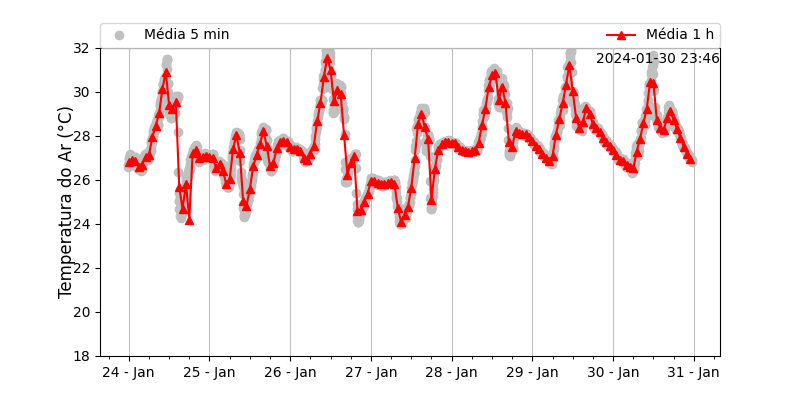 Média 5 min
Média 1 h
2024-01-30 23:46
Temperatura do Ar (°C)
32
30
28
26
24
22
20
18
24 - Jan
25 - Jan
26 - Jan
27 - Jan
28 - Jan
29 - Jan
30 - Jan
31 - Jan